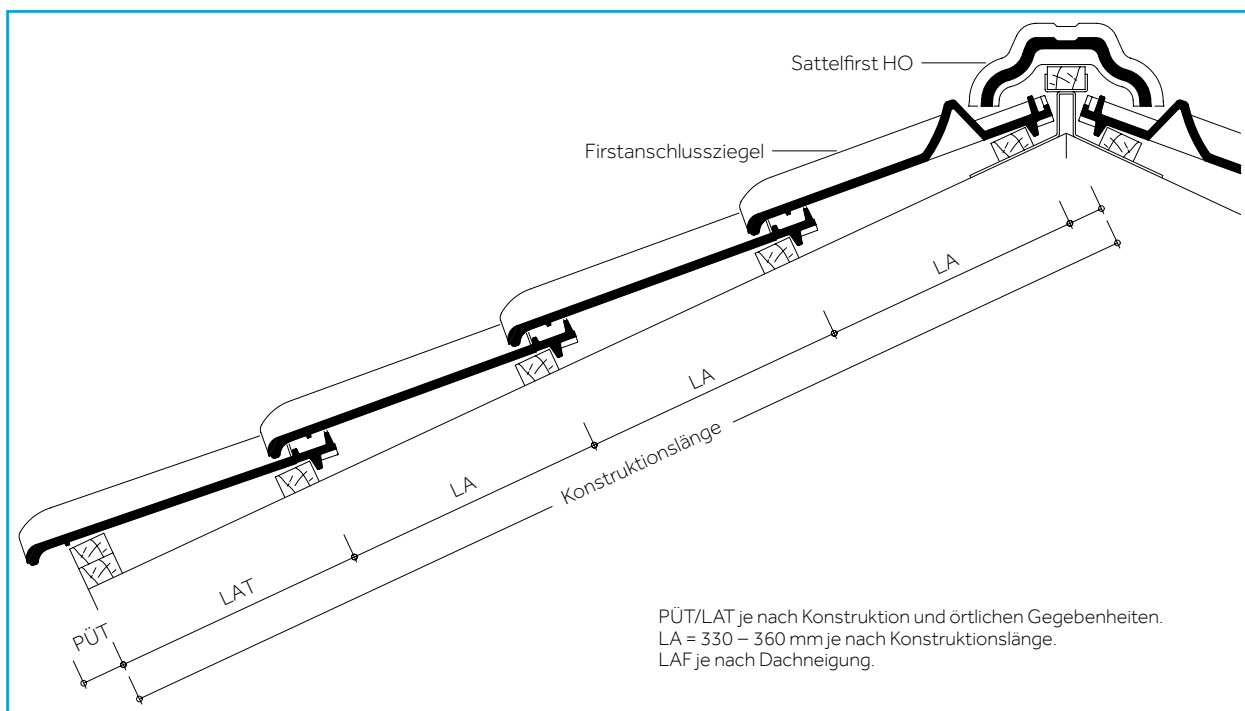 Sattelfirst HO
Firstanschlussziegel
LA
LA
LA
Konstruktionslänge
LAT
PÜT
PÜT/LAT je nach Konstruktion und örtlichen Gegebenheiten.
LA = 330 – 360 mm je nach Konstruktionslänge.
LAF je nach Dachneigung.